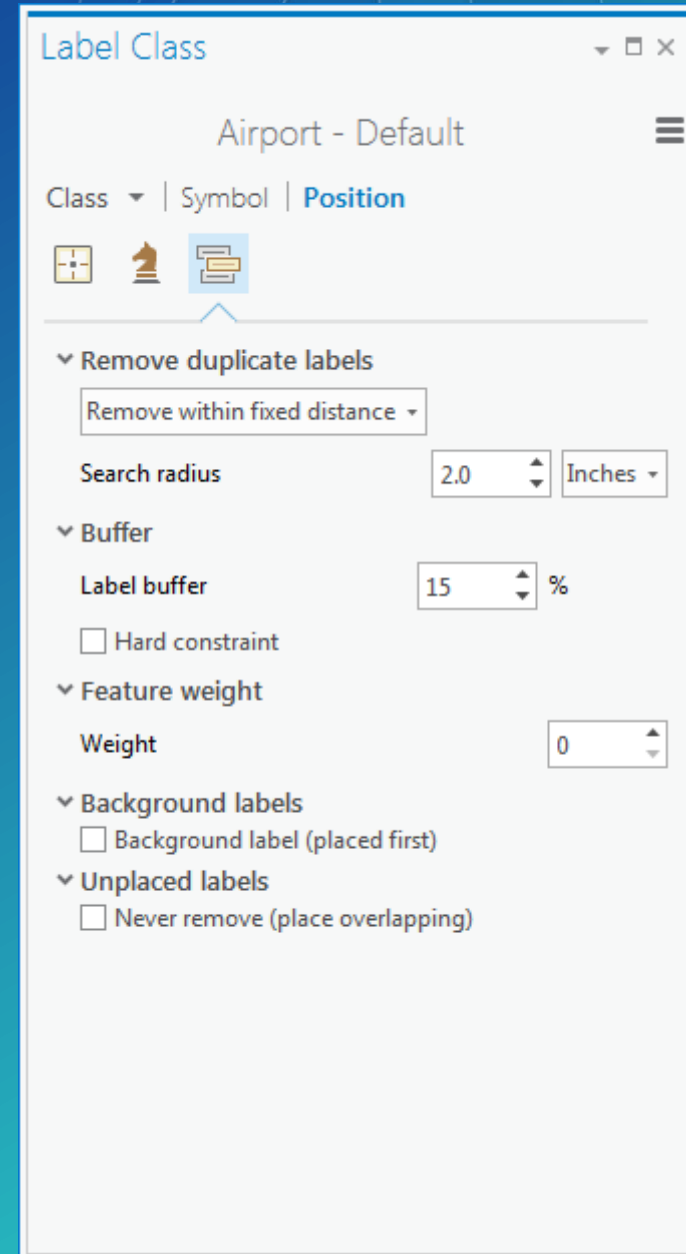 Label Class
Airport - Default
Class | Symbol | Position
Remove duplicate labels
Remove within fixed distance
Search radius 2.0 Inches
Buffer
Label buffer 15 %
Hard constraint
Feature weight
Weight 0
Background labels
Background label (placed first)
Unplaced labels
Never remove (place overlapping)